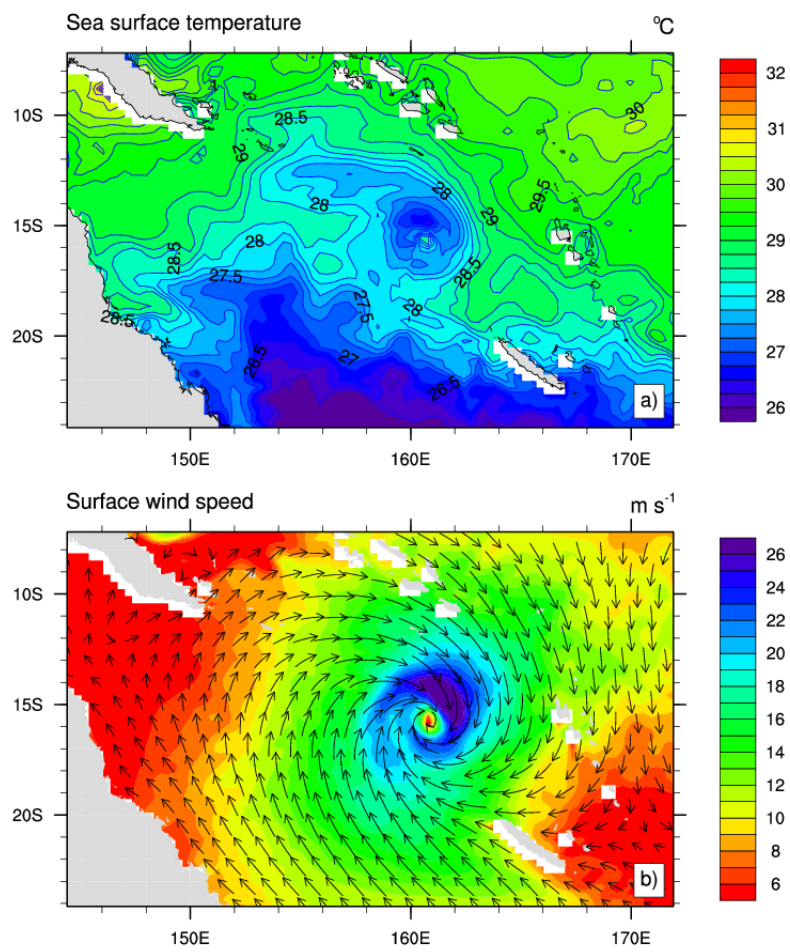 Sea surface temperature
°C
10S
15S
20S
150E
160E
170E
28.5
29
28
28
28
29
29.5
30
28.5
28.5
27.5
27.5
28
28.5
26.5
27
26.5
a)
32
31
30
29
28
27
26
Surface wind speed
m s⁻¹
10S
15S
20S
150E
160E
170E
b)
26
24
22
20
18
16
14
12
10
8
6